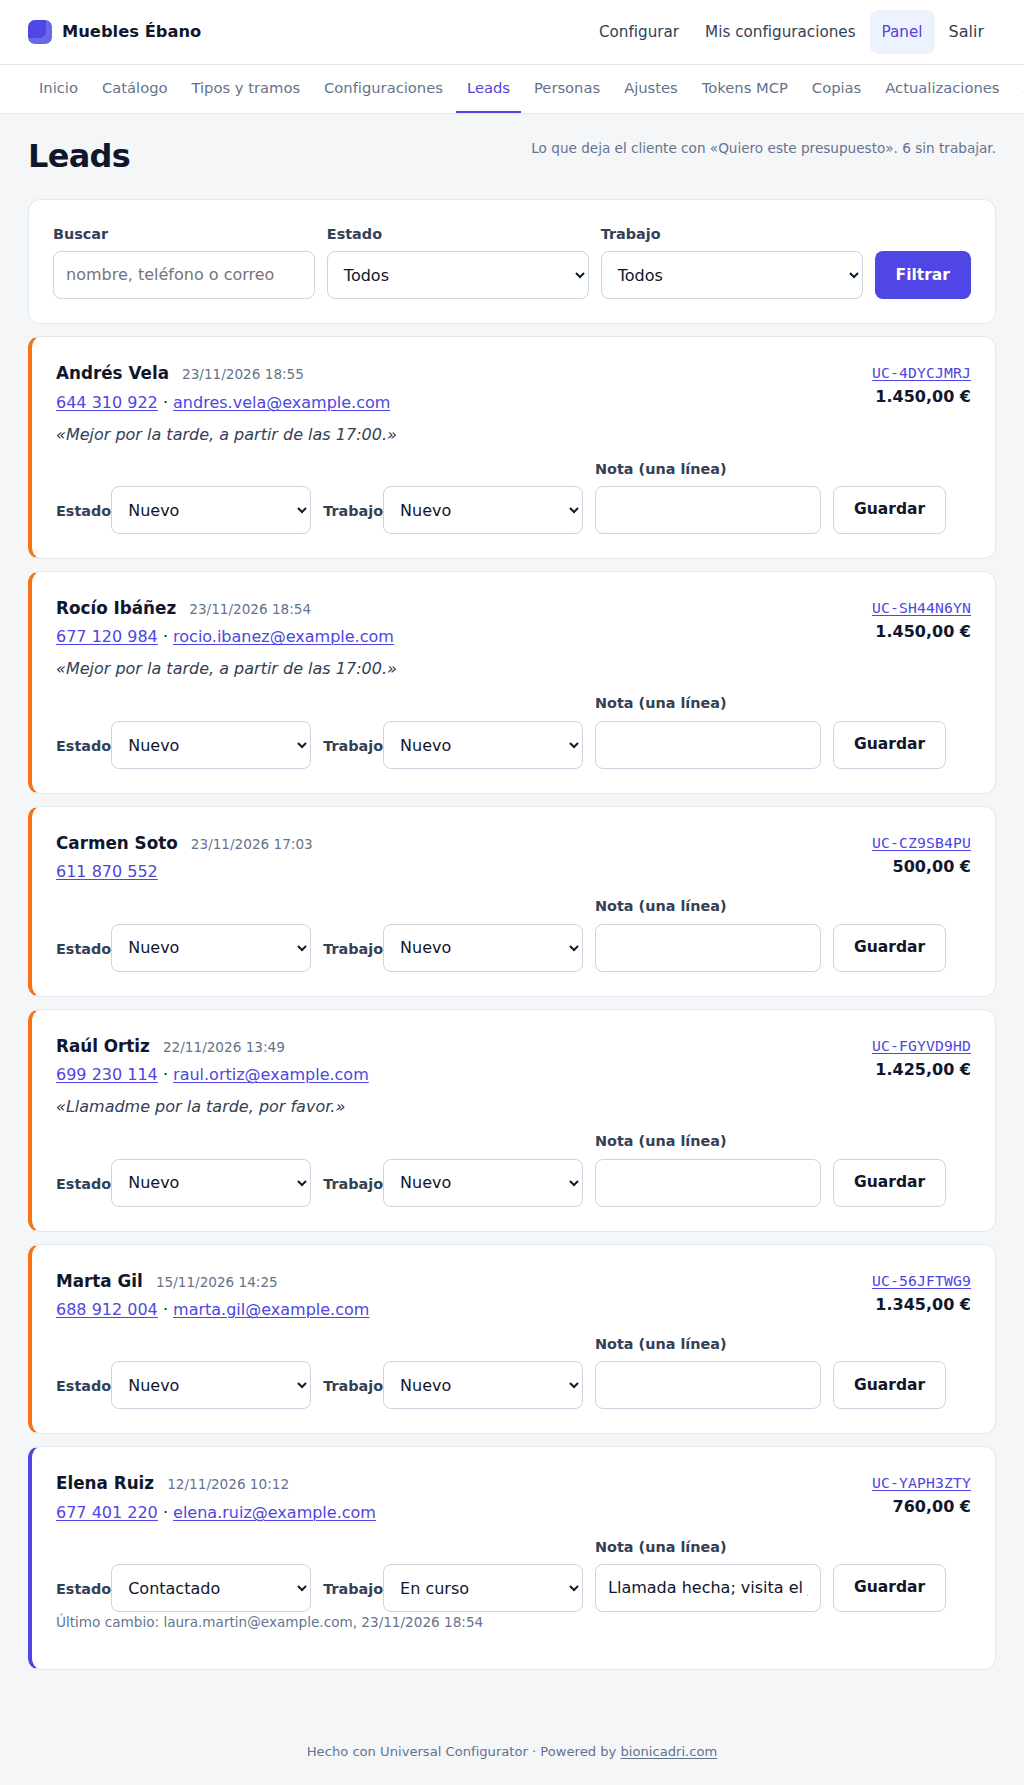 Muebles Ébano
Configurar Mis configuraciones Panel Salir
Inicio Catálogo Tipos y tramos Configuraciones Leads Personas Ajustes Tokens MCP Copias Actualizaciones
Leads
Lo que deja el cliente con «Quiero este presupuesto». 6 sin trabajar.
Buscar Estado Trabajo
nombre, teléfono o correo Todos Todos Filtrar
Andrés Vela 23/11/2026 18:55 UC-4DYCJMRJ
644 310 922 · andres.vela@example.com 1.450,00 €
«Mejor por la tarde, a partir de las 17:00.»
Nota (una línea)
Estado Nuevo Trabajo Nuevo Guardar
Rocío Ibáñez 23/11/2026 18:54 UC-SH44N6YN
677 120 984 · rocio.ibanez@example.com 1.450,00 €
«Mejor por la tarde, a partir de las 17:00.»
Nota (una línea)
Estado Nuevo Trabajo Nuevo Guardar
Carmen Soto 23/11/2026 17:03 UC-CZ9SB4PU
611 870 552 500,00 €
Nota (una línea)
Estado Nuevo Trabajo Nuevo Guardar
Raúl Ortiz 22/11/2026 13:49 UC-FGYVD9HD
699 230 114 · raul.ortiz@example.com 1.425,00 €
«Llamadme por la tarde, por favor.»
Nota (una línea)
Estado Nuevo Trabajo Nuevo Guardar
Marta Gil 15/11/2026 14:25 UC-56JFTWG9
688 912 004 · marta.gil@example.com 1.345,00 €
Nota (una línea)
Estado Nuevo Trabajo Nuevo Guardar
Elena Ruiz 12/11/2026 10:12 UC-YAPH3ZTY
677 401 220 · elena.ruiz@example.com 760,00 €
Nota (una línea)
Estado Contactado Trabajo En curso Llamada hecha; visita el Guardar
Último cambio: laura.martin@example.com, 23/11/2026 18:54
Hecho con Universal Configurator · Powered by bionicadri.com